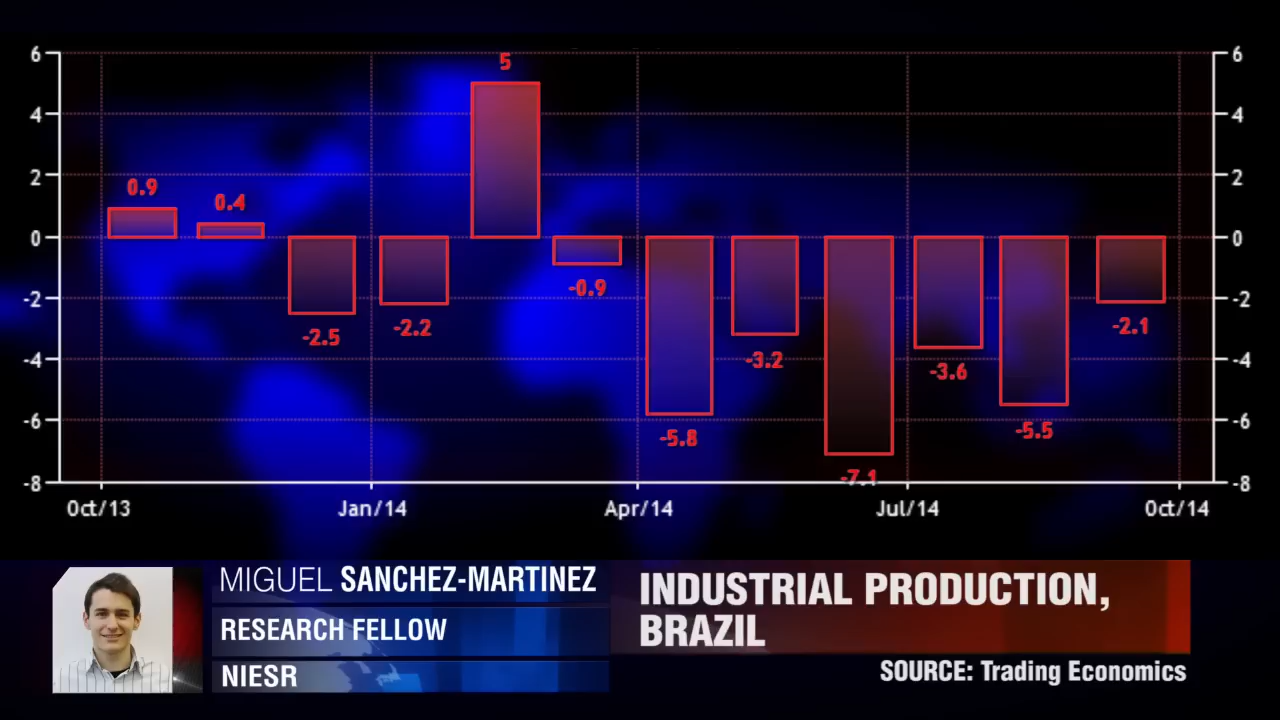 6 6
5
4 4
2 2
0.9 0.4
0 0
-0.9
-2 -2
-2.5 -2.2 -2.1
-4 -3.2 -3.6 -4
-6 -5.8 -5.5 -6
-7.1
-8 -8
Oct/13 Jan/14 Apr/14 Jul/14 Oct/14
MIGUEL SANCHEZ-MARTINEZ
RESEARCH FELLOW
NIESR
INDUSTRIAL PRODUCTION,
BRAZIL
SOURCE: Trading Economics